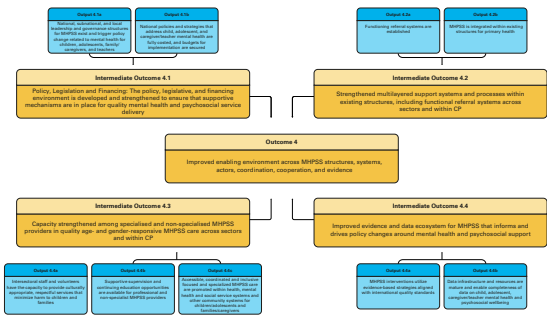 Output 4.1a
National, subnational, and local
leadership and governance structures
for MHPSS exist and trigger policy
change related to mental health for
children, adolescents, family/
caregivers, and teachers
Output 4.1b
National policies and strategies that
address child, adolescent, and
caregiver/teacher mental health are
fully costed, and budgets for
implementation are secured
Output 4.2a
Functioning referral systems are
established
Output 4.2b
MHPSS is integrated within existing
structures for primary health
Intermediate Outcome 4.1
Policy, Legislation and Financing: The policy, legislative, and financing
environment is developed and strengthened to ensure that supportive
mechanisms are in place for quality mental health and psychosocial service
delivery
Intermediate Outcome 4.2
Strengthened multilayered support systems and processes within
existing structures, including functional referral systems across
sectors and within CP
Outcome 4
Improved enabling environment across MHPSS structures, systems,
actors, coordination, cooperation, and evidence
Intermediate Outcome 4.3
Capacity strengthened among specialised and non-specialised MHPSS
providers in quality age- and gender-responsive MHPSS care across sectors
and within CP
Intermediate Outcome 4.4
Improved evidence and data ecosystem for MHPSS that informs and
drives policy changes around mental health and psychosocial support
Output 4.3a
Intersectoral staff and volunteers
have the capacity to provide culturally
appropriate, respectful services that
minimize harm to children and
families
Output 4.3b
Supportive supervision and
continuing education opportunities
are available for professional and
non-specialist MHPSS providers
Output 4.3c
Accessible, coordinated and inclusive
focused and specialized MHPSS care
are promoted within health, mental
health and social service systems and
other community systems for
children/adolescents and
families/caregivers
Output 4.4a
MHPSS interventions utilize
evidence-based strategies aligned
with international quality standards
Output 4.4b
Data infrastructure and resources are
mature and enable completeness of
data on child, adolescent,
caregiver/teacher mental health and
psychosocial wellbeing